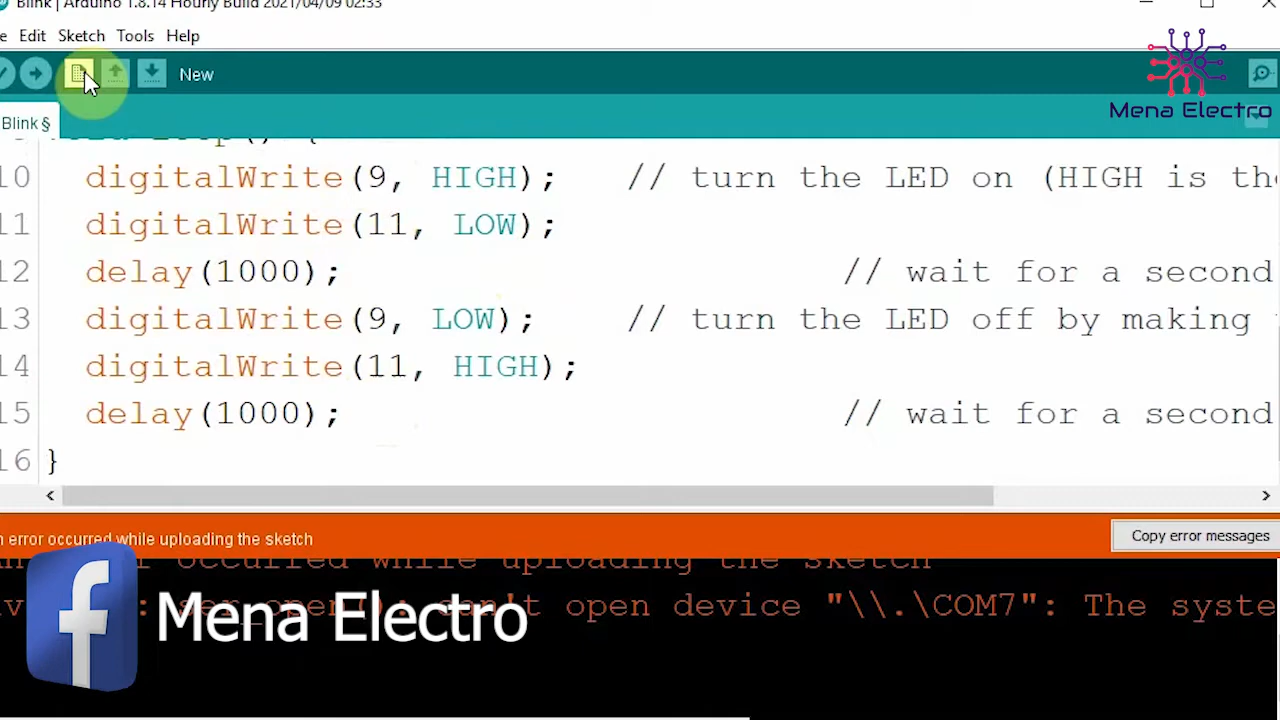 Blink | Arduino 1.8.14 Hourly Build 2021/04/09 02:33
Edit Sketch Tools Help
New
Mena Electro
Blink §
void loop() {
10 digitalWrite(9, HIGH); // turn the LED on (HIGH is the
11 digitalWrite(11, LOW);
12 delay(1000); // wait for a second
13 digitalWrite(9, LOW); // turn the LED off by making
14 digitalWrite(11, HIGH);
15 delay(1000); // wait for a second
16 }
error occurred while uploading the sketch
Copy error messages
occurred while uploading the sketch
ser_open(): can't open device "\\.\COM7": The syste
Mena Electro